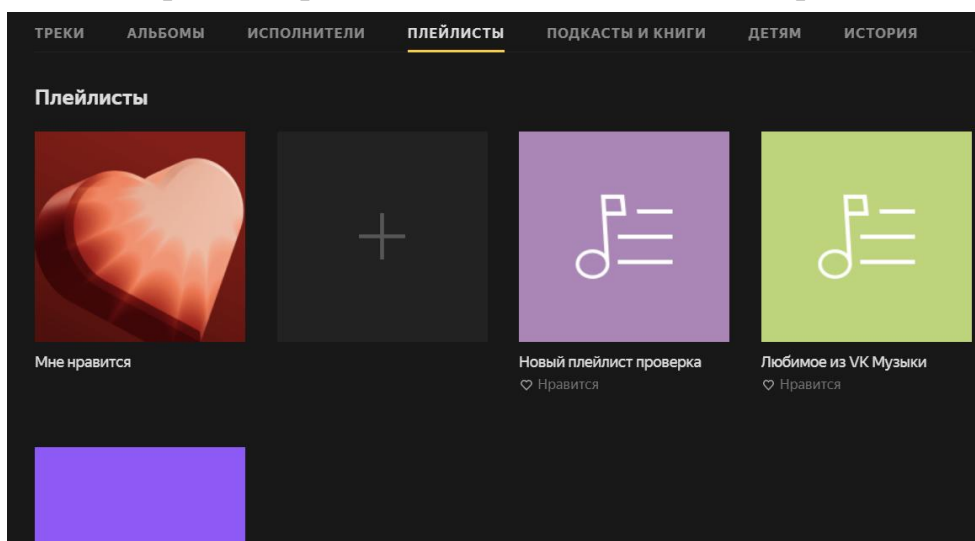 ТРЕКИ АЛЬБОМЫ ИСПОЛНИТЕЛИ ПЛЕЙЛИСТЫ ПОДКАСТЫ И КНИГИ ДЕТЯМ ИСТОРИЯ
Плейлисты
Мне нравится Новый плейлист проверка Любимое из VK Музыки
Нравится Нравится